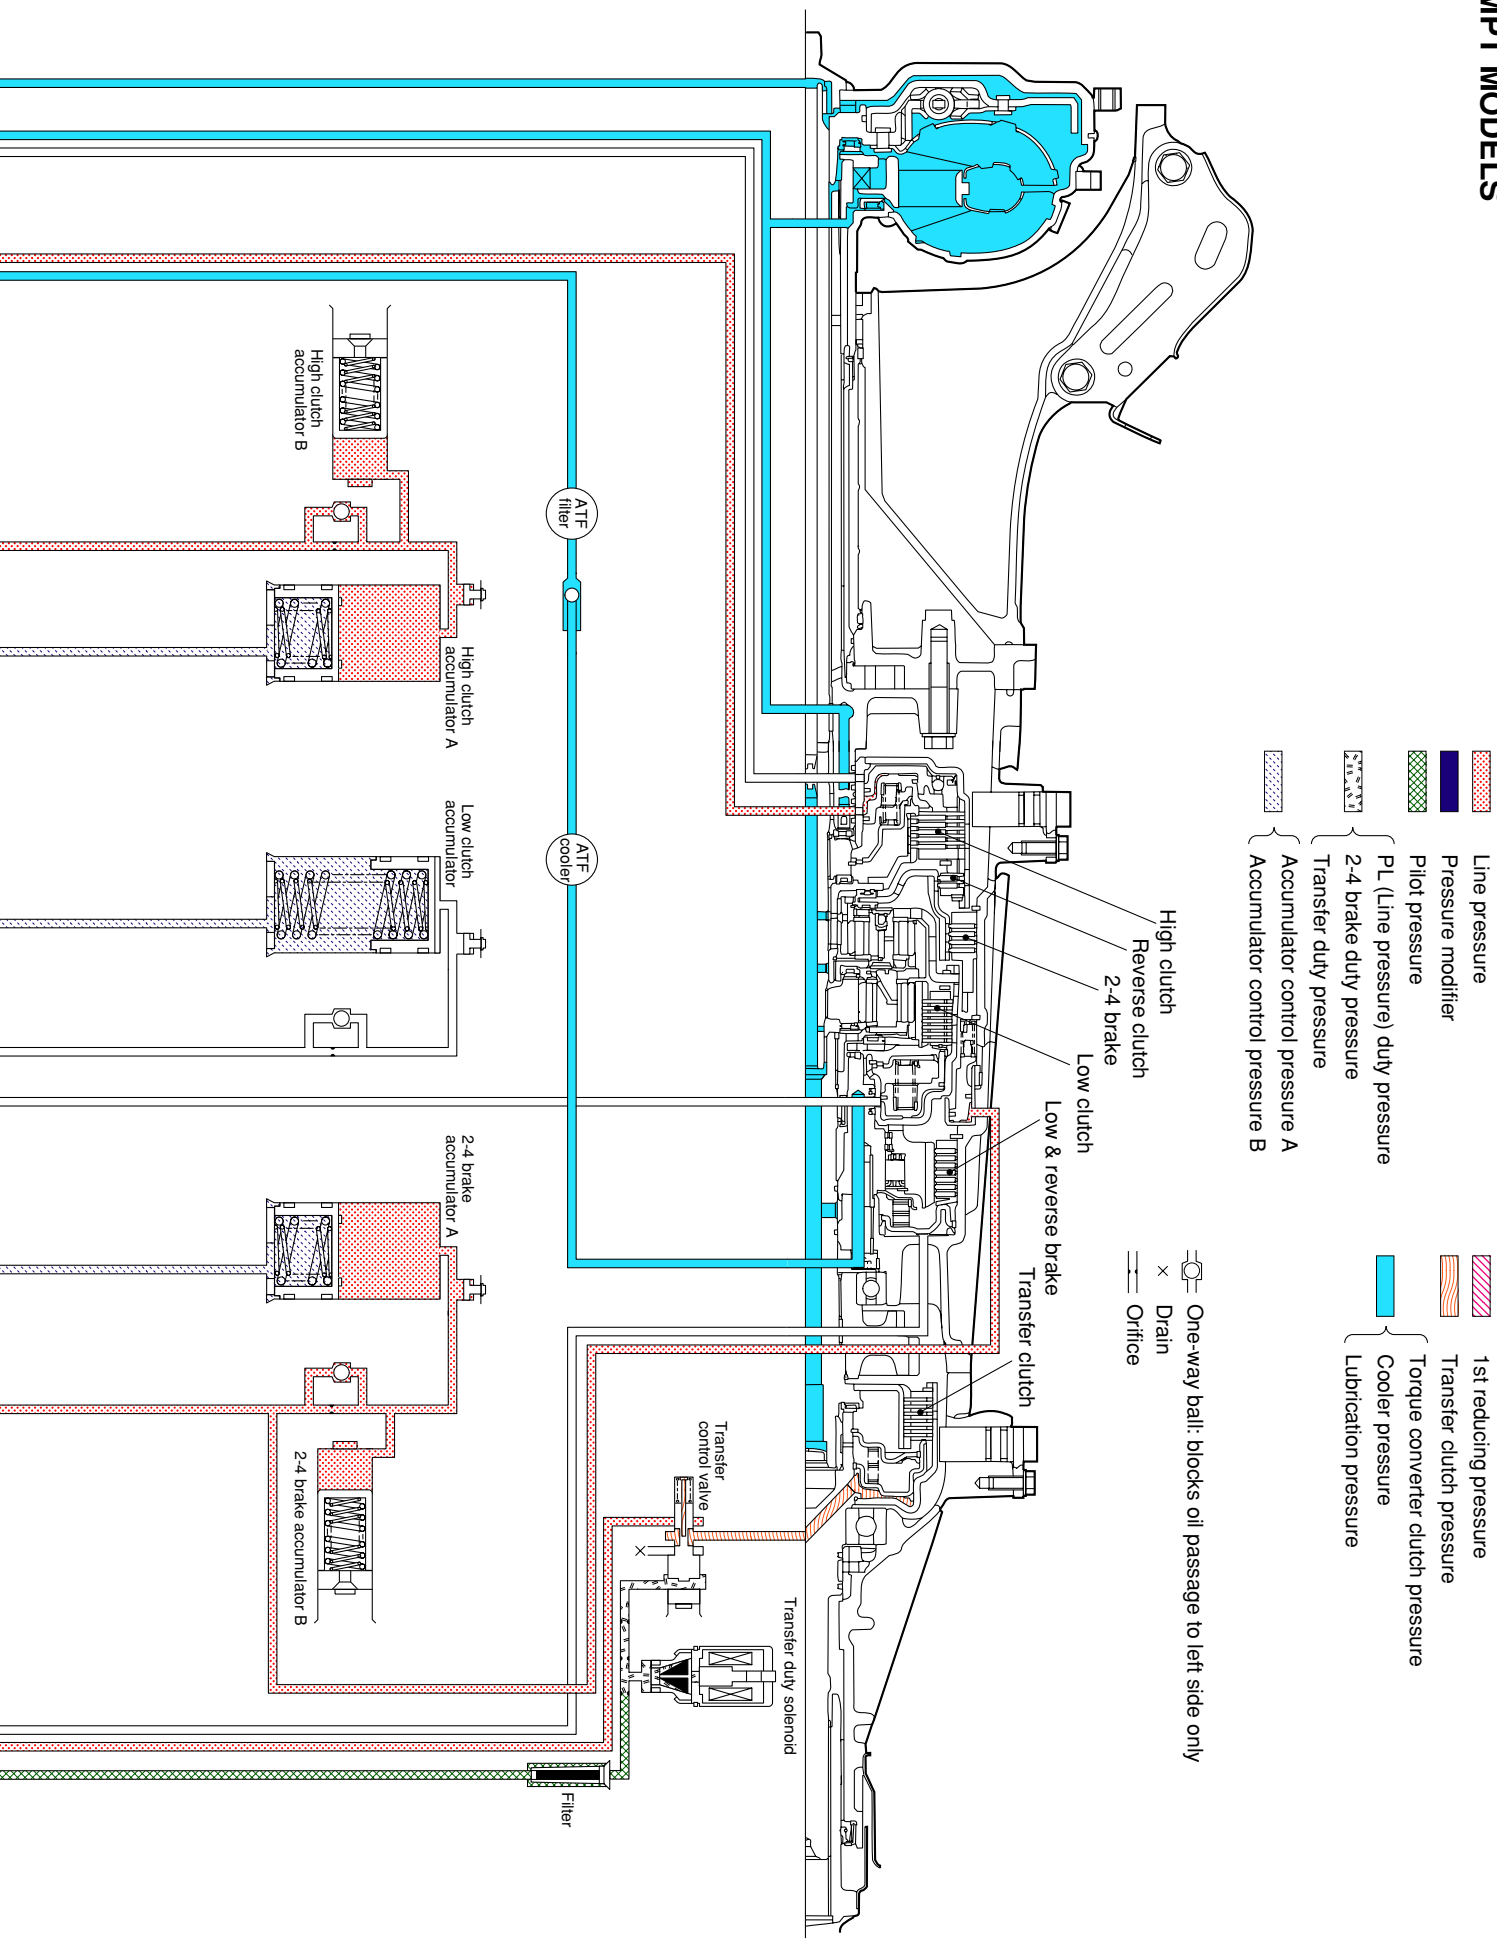 MPT MODELS
Line pressure
Pressure modifier
Pilot pressure
PL (Line pressure) duty pressure
2-4 brake duty pressure
Transfer duty pressure
Accumulator control pressure A
Accumulator control pressure B
1st reducing pressure
Transfer clutch pressure
Torque converter clutch pressure
Cooler pressure
Lubrication pressure
One-way ball: blocks oil passage to left side only
Drain
Orifice
High clutch
Reverse clutch
2-4 brake
Low clutch
Low & reverse brake
Transfer clutch
Transfer duty solenoid
Transfer
control valve
ATF
filter
ATF
cooler
Filter
High clutch
accumulator A
Low clutch
accumulator
2-4 brake
accumulator A
High clutch
accumulator B
2-4 brake accumulator B